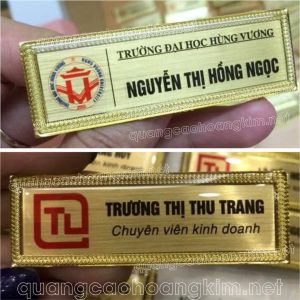 TRƯỜNG ĐẠI HỌC HÙNG VƯƠNG
NGUYỄN THỊ HỒNG NGỌC
quangcaohoangkim.net
TL
TRƯƠNG THỊ THU TRANG
Chuyên viên kinh doanh
quangcaohoangkim.net